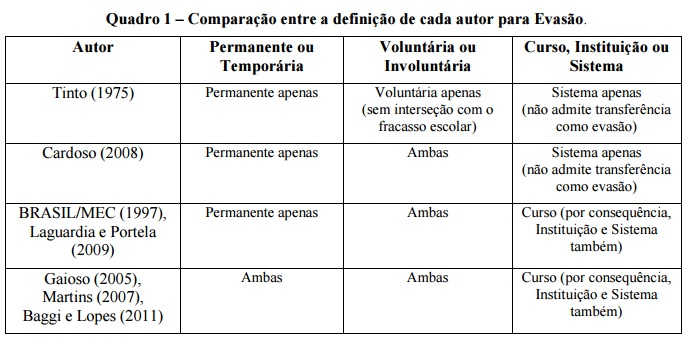 Quadro 1 – Comparação entre a definição de cada autor para Evasão.
Autor
Permanente ou
Temporária
Voluntária ou
Involuntária
Curso, Instituição ou
Sistema
Tinto (1975)
Permanente apenas
Voluntária apenas
(sem interseção com o
fracasso escolar)
Sistema apenas
(não admite transferência
como evasão)
Cardoso (2008)
Permanente apenas
Ambas
Sistema apenas
(não admite transferência
como evasão)
BRASIL/MEC (1997),
Laguardia e Portela
(2009)
Permanente apenas
Ambas
Curso (por consequência,
Instituição e Sistema
também)
Gaioso (2005),
Martins (2007),
Baggi e Lopes (2011)
Ambas
Ambas
Curso (por consequência,
Instituição e Sistema
também)